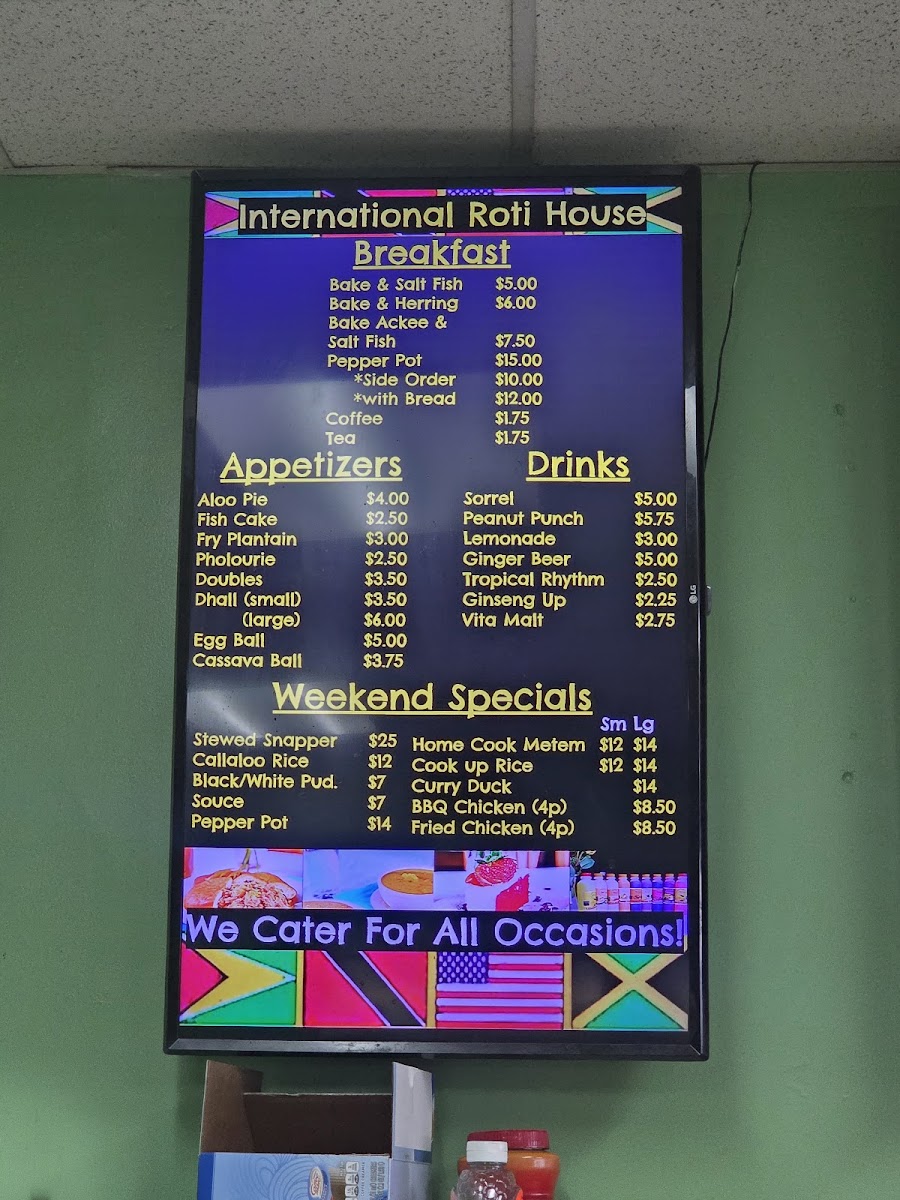 International Roti House
Breakfast
Bake & Salt Fish $5.00
Bake & Herring $6.00
Bake Ackee &
Salt Fish $7.50
Pepper Pot $15.00
*Side Order $10.00
*with Bread $12.00
Coffee $1.75
Tea $1.75
Appetizers
Aloo Pie $4.00
Fish Cake $2.50
Fry Plantain $3.00
Pholourie $2.50
Doubles $3.50
Dhall (small) $3.50
(large) $6.00
Egg Ball $5.00
Cassava Ball $3.75
Drinks
Sorrel $5.00
Peanut Punch $5.75
Lemonade $3.00
Ginger Beer $5.00
Tropical Rhythm $2.50
Ginseng Up $2.25
Vita Malt $2.75
Weekend Specials
Stewed Snapper $25
Callaloo Rice $12
Black/White Pud. $7
Souce $7
Pepper Pot $14
Sm Lg
Home Cook Metem $12 $14
Cook up Rice $12 $14
Curry Duck $14
BBQ Chicken (4p) $8.50
Fried Chicken (4p) $8.50
We Cater For All Occasions!
LG